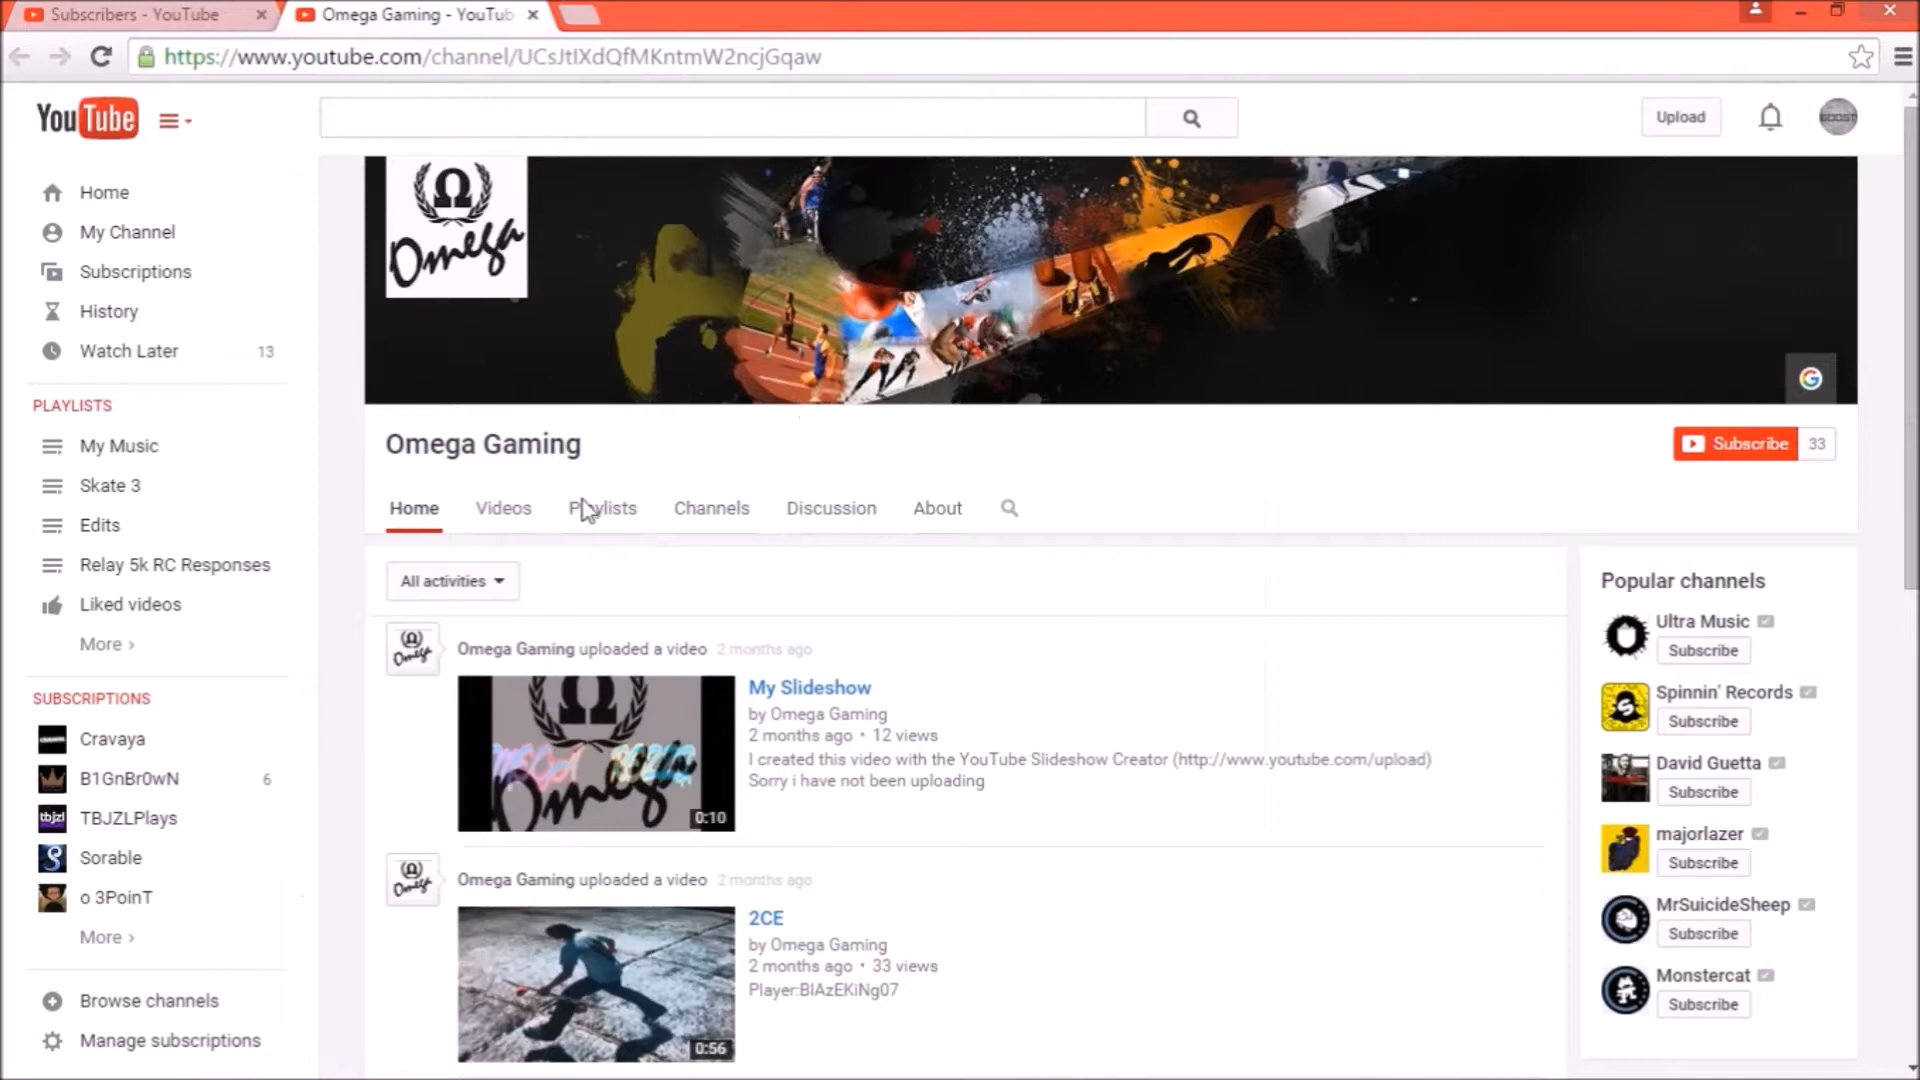 Subscribers - YouTube
Omega Gaming - YouTub
https://www.youtube.com/channel/UCsJtIXdQfMKntmW2ncjGqaw
YouTube
Upload
BOOST
Home
My Channel
Subscriptions
History
Watch Later 13
PLAYLISTS
My Music
Skate 3
Edits
Relay 5k RC Responses
Liked videos
More ›
SUBSCRIPTIONS
Cravaya
B1GnBr0wN 6
tbjzl TBJZLPlays
Sorable
o 3PoinT
More ›
Browse channels
Manage subscriptions
Ω
Omega
Omega Gaming
Subscribe 33
Home Videos Playlists Channels Discussion About
All activities
Omega Gaming uploaded a video 2 months ago
My Slideshow
by Omega Gaming
2 months ago • 12 views
I created this video with the YouTube Slideshow Creator (http://www.youtube.com/upload)
Sorry i have not been uploading
Omega
0:10
Omega Gaming uploaded a video 2 months ago
2CE
by Omega Gaming
2 months ago • 33 views
Player:BlAzEKiNg07
0:56
Popular channels
Ultra Music
Subscribe
Spinnin' Records
Subscribe
David Guetta
Subscribe
majorlazer
Subscribe
MrSuicideSheep
Subscribe
Monstercat
Subscribe